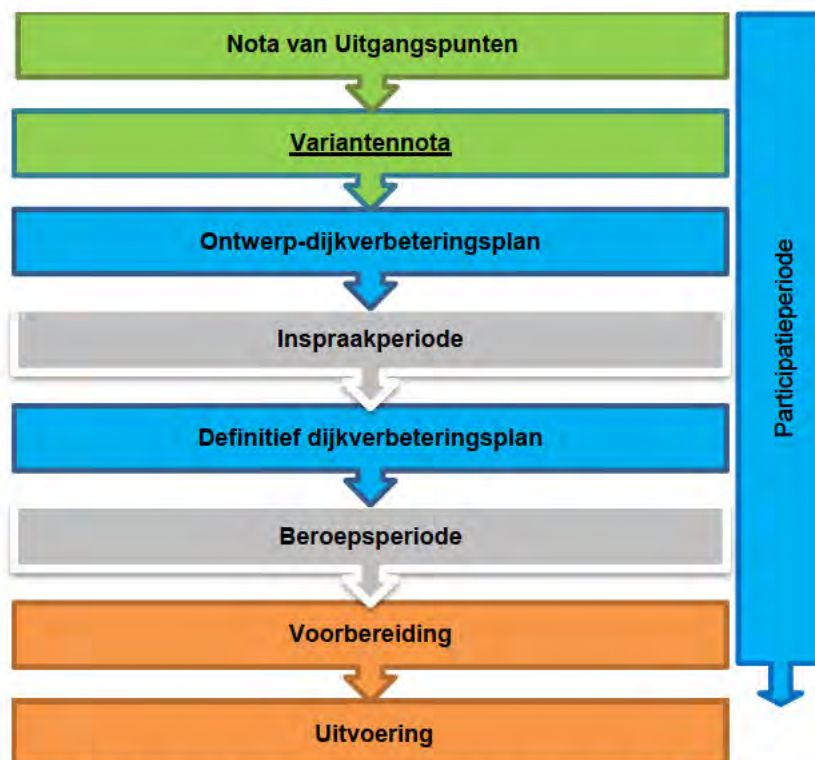 Nota van Uitgangspunten
Variantennota
Ontwerp-dijkverbeteringsplan
Inspraakperiode
Definitief dijkverbeteringsplan
Beroepsperiode
Voorbereiding
Uitvoering
Participatieperiode